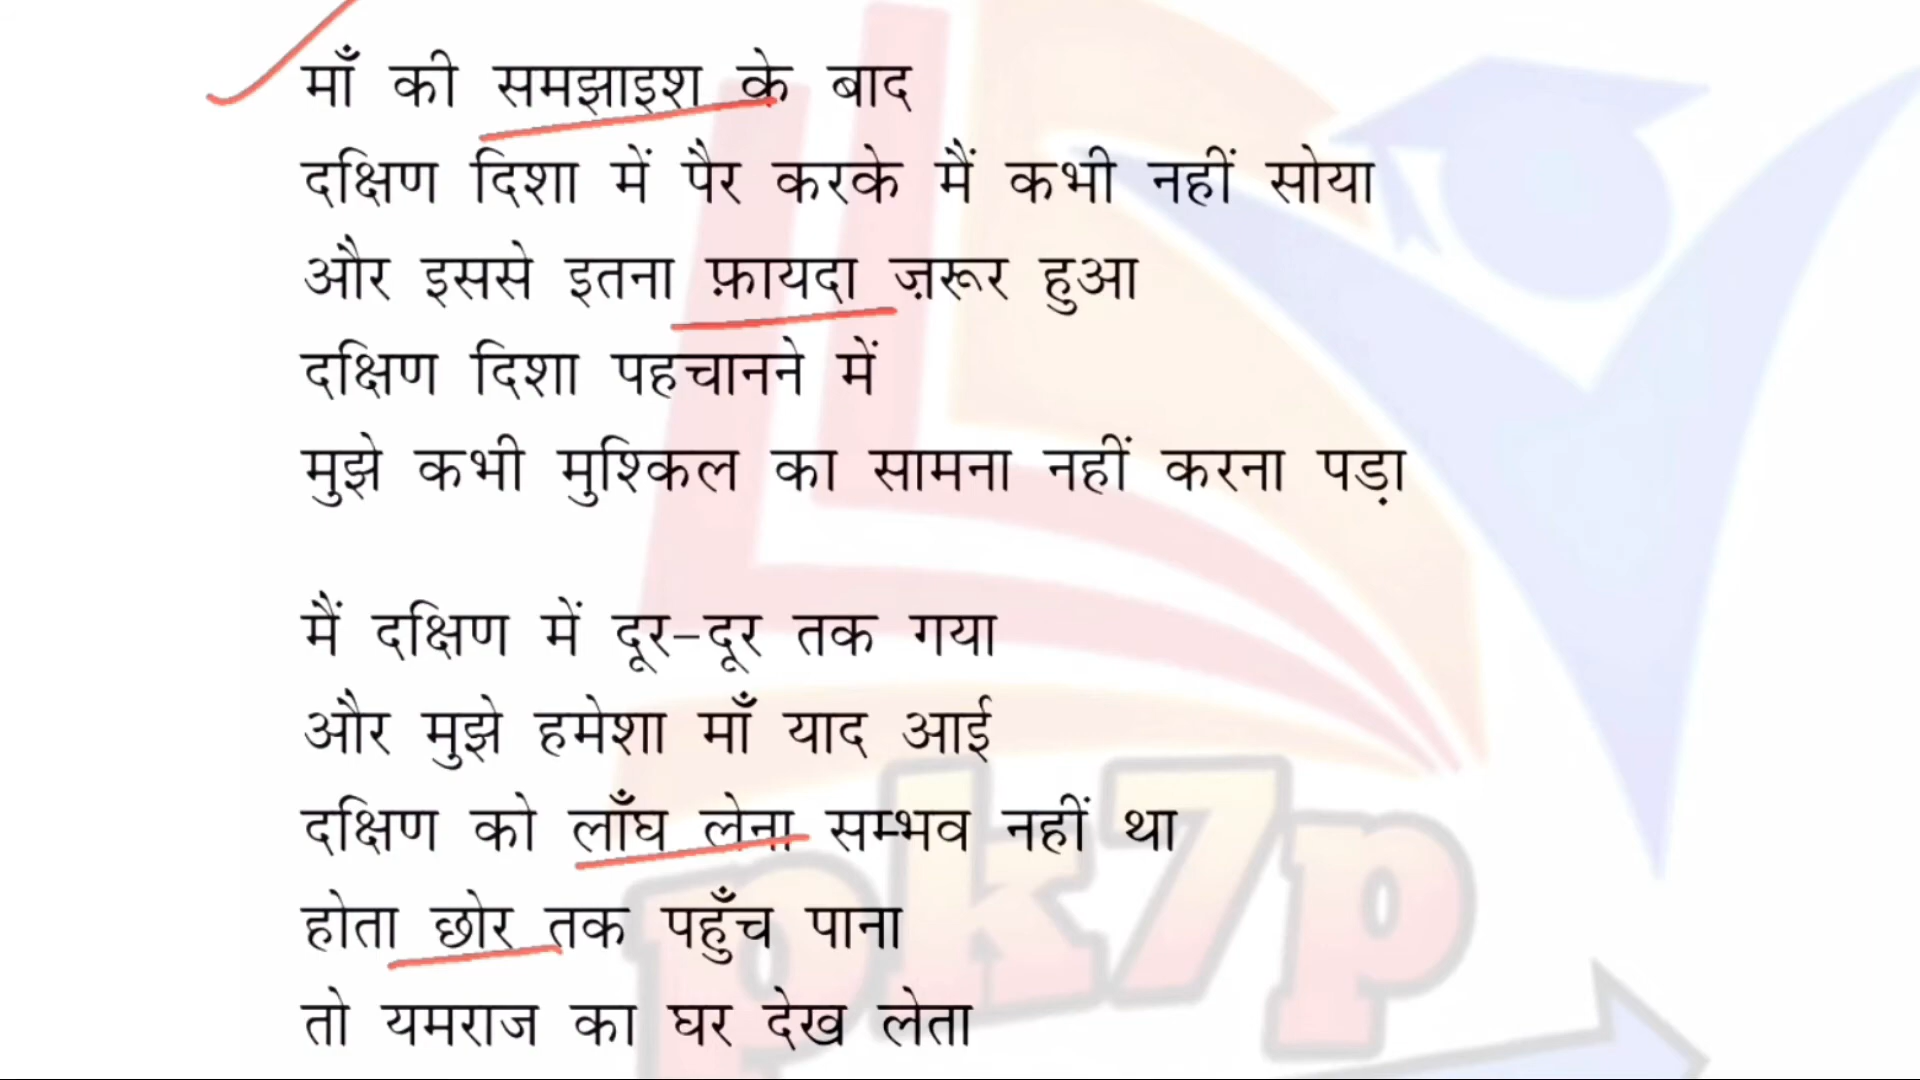 माँ की समझाइश के बाद
दक्षिण दिशा में पैर करके मैं कभी नहीं सोया
और इससे इतना फ़ायदा ज़रूर हुआ
दक्षिण दिशा पहचानने में
मुझे कभी मुश्किल का सामना नहीं करना पड़ा
मैं दक्षिण में दूर-दूर तक गया
और मुझे हमेशा माँ याद आई
दक्षिण को लाँघ लेना सम्भव नहीं था
होता छोर तक पहुँच पाना
तो यमराज का घर देख लेता
pk7p